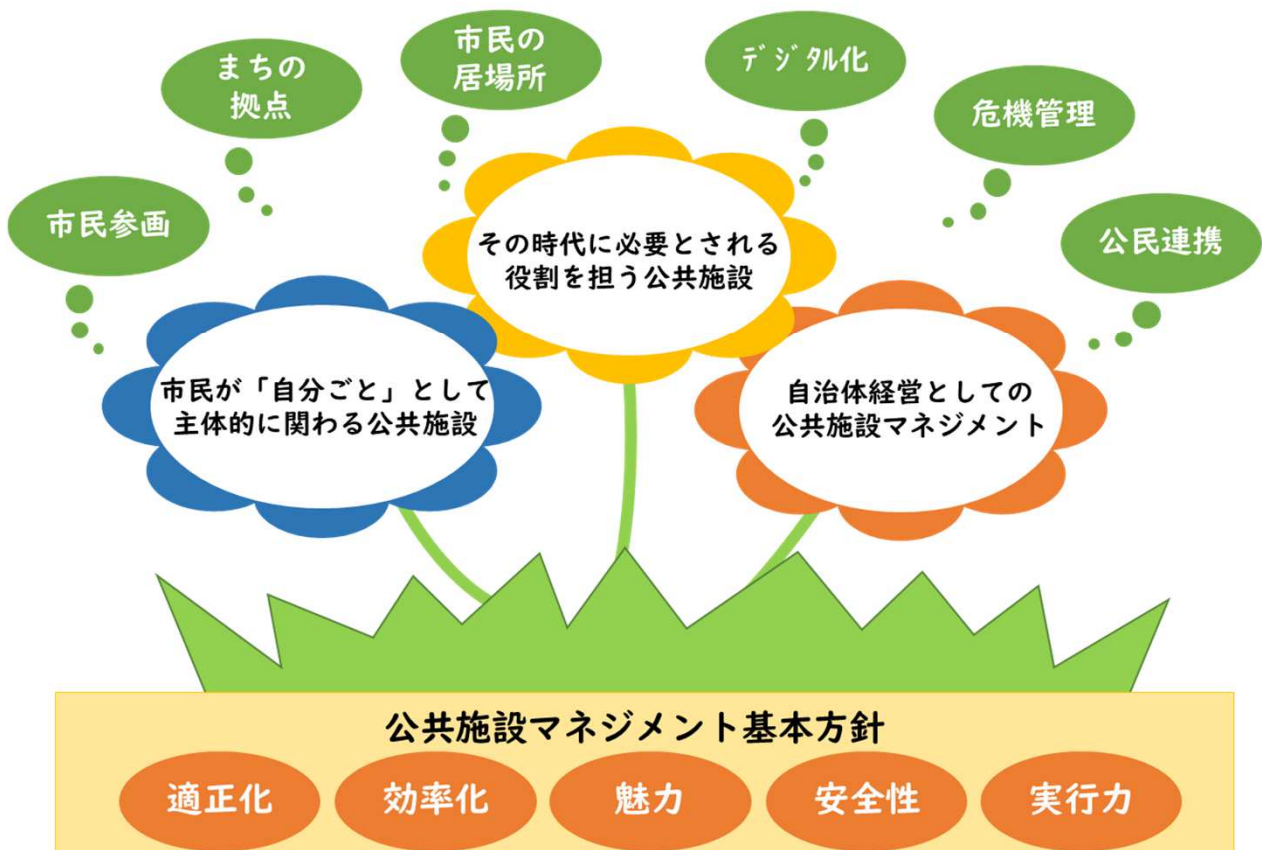 市民の
居場所
デジタル化
まちの
拠点
危機管理
市民参画
公民連携
その時代に必要とされる
役割を担う公共施設
市民が「自分ごと」として
主体的に関わる公共施設
自治体経営としての
公共施設マネジメント
公共施設マネジメント基本方針
適正化
効率化
魅力
安全性
実行力